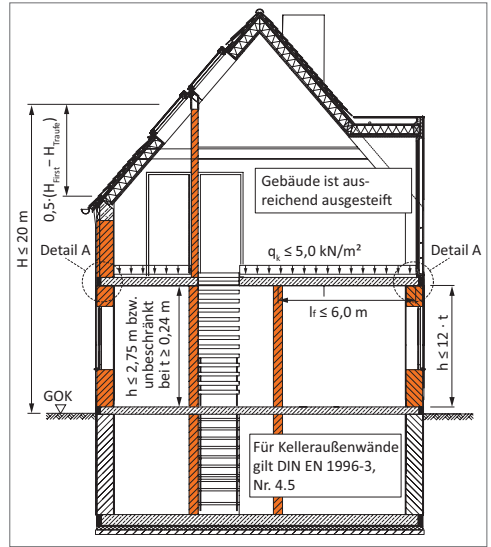 H ≤ 20 m
0,5·(H_First – H_Traufe)
Gebäude ist aus-
reichend ausgesteift
Detail A
q_k ≤ 5,0 kN/m²
Detail A
h ≤ 2,75 m bzw.
unbeschränkt
bei t ≥ 0,24 m
l_f ≤ 6,0 m
h ≤ 12 · t
GOK
Für Kelleraußenwände
gilt DIN EN 1996-3,
Nr. 4.5